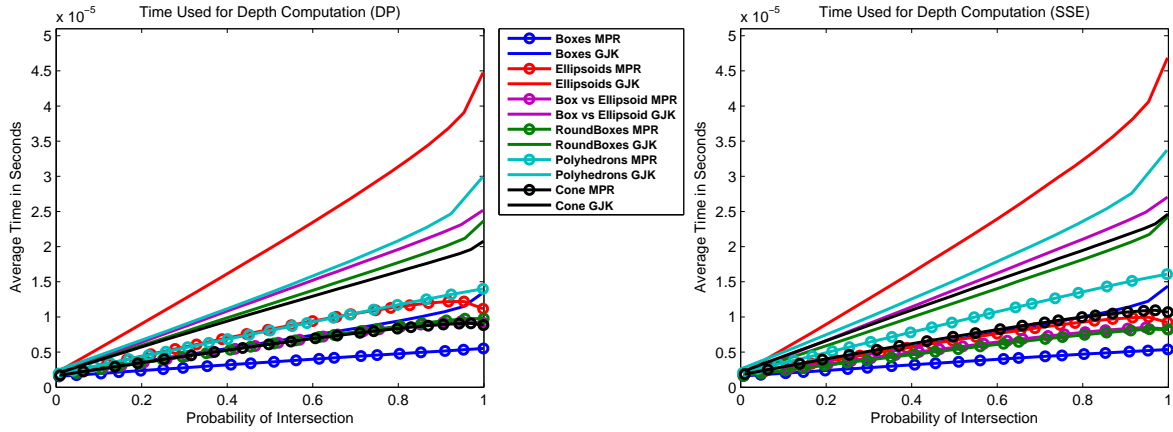 Time Used for Depth Computation (DP)
x 10^-5
5
4.5
4
3.5
3
2.5
2
1.5
1
0.5
0
0
0.2
0.4
0.6
0.8
1
Average Time in Seconds
Probability of Intersection
Boxes MPR
Boxes GJK
Ellipsoids MPR
Ellipsoids GJK
Box vs Ellipsoid MPR
Box vs Ellipsoid GJK
RoundBoxes MPR
RoundBoxes GJK
Polyhedrons MPR
Polyhedrons GJK
Cone MPR
Cone GJK
Time Used for Depth Computation (SSE)
x 10^-5
5
4.5
4
3.5
3
2.5
2
1.5
1
0.5
0
0
0.2
0.4
0.6
0.8
1
Average Time in Seconds
Probability of Intersection